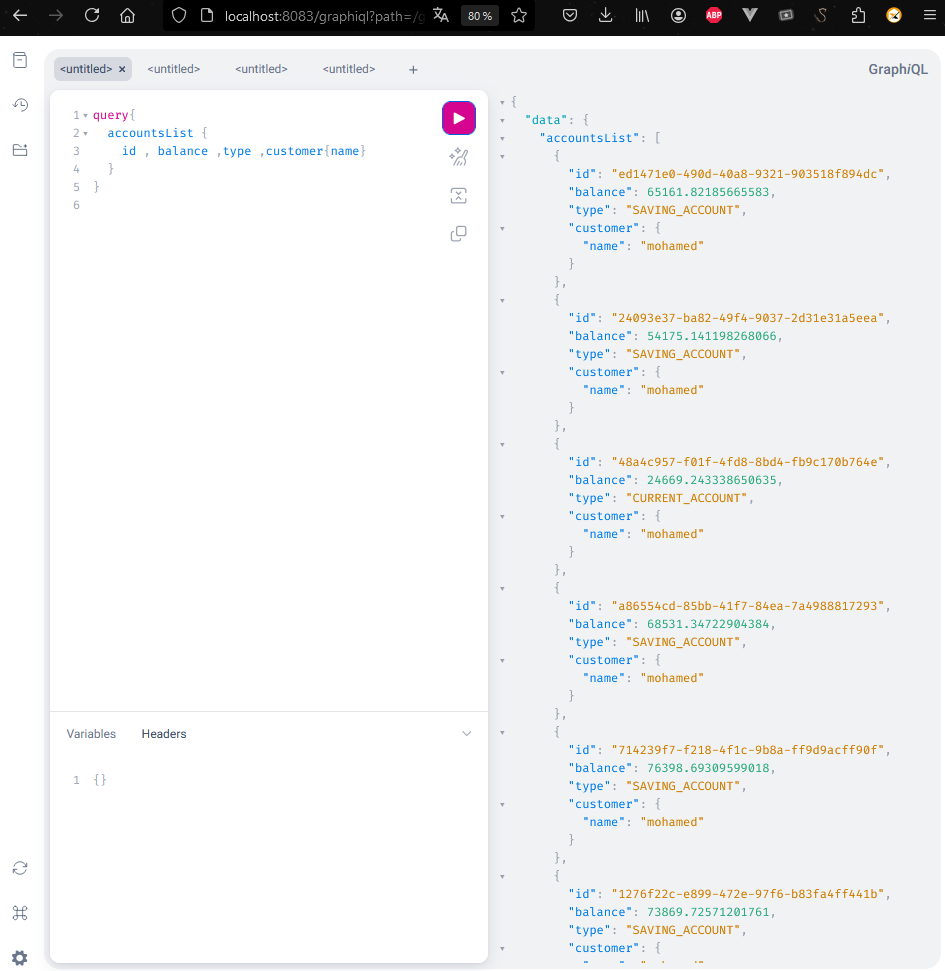 localhost:8083/graphiql?path=/g
80 %
ABP
<untitled> ×
<untitled>
<untitled>
<untitled>
+
GraphiQL
1 query{
2 accountsList {
3 id , balance ,type ,customer{name}
4 }
5 }
6
Variables
Headers
1 {}
{
"data": {
"accountsList": [
{
"id": "ed1471e0-490d-40a8-9321-903518f894dc",
"balance": 65161.82185665583,
"type": "SAVING_ACCOUNT",
"customer": {
"name": "mohamed"
}
},
{
"id": "24093e37-ba82-49f4-9037-2d31e31a5eea",
"balance": 54175.141198268066,
"type": "SAVING_ACCOUNT",
"customer": {
"name": "mohamed"
}
},
{
"id": "48a4c957-f01f-4fd8-8bd4-fb9c170b764e",
"balance": 24669.243338650635,
"type": "CURRENT_ACCOUNT",
"customer": {
"name": "mohamed"
}
},
{
"id": "a86554cd-85bb-41f7-84ea-7a4988817293",
"balance": 68531.34722904384,
"type": "SAVING_ACCOUNT",
"customer": {
"name": "mohamed"
}
},
{
"id": "714239f7-f218-4f1c-9b8a-ff9d9acff90f",
"balance": 76398.69309599018,
"type": "SAVING_ACCOUNT",
"customer": {
"name": "mohamed"
}
},
{
"id": "1276f22c-e899-472e-97f6-b83fa4ff441b",
"balance": 73869.72571201761,
"type": "SAVING_ACCOUNT",
"customer": {